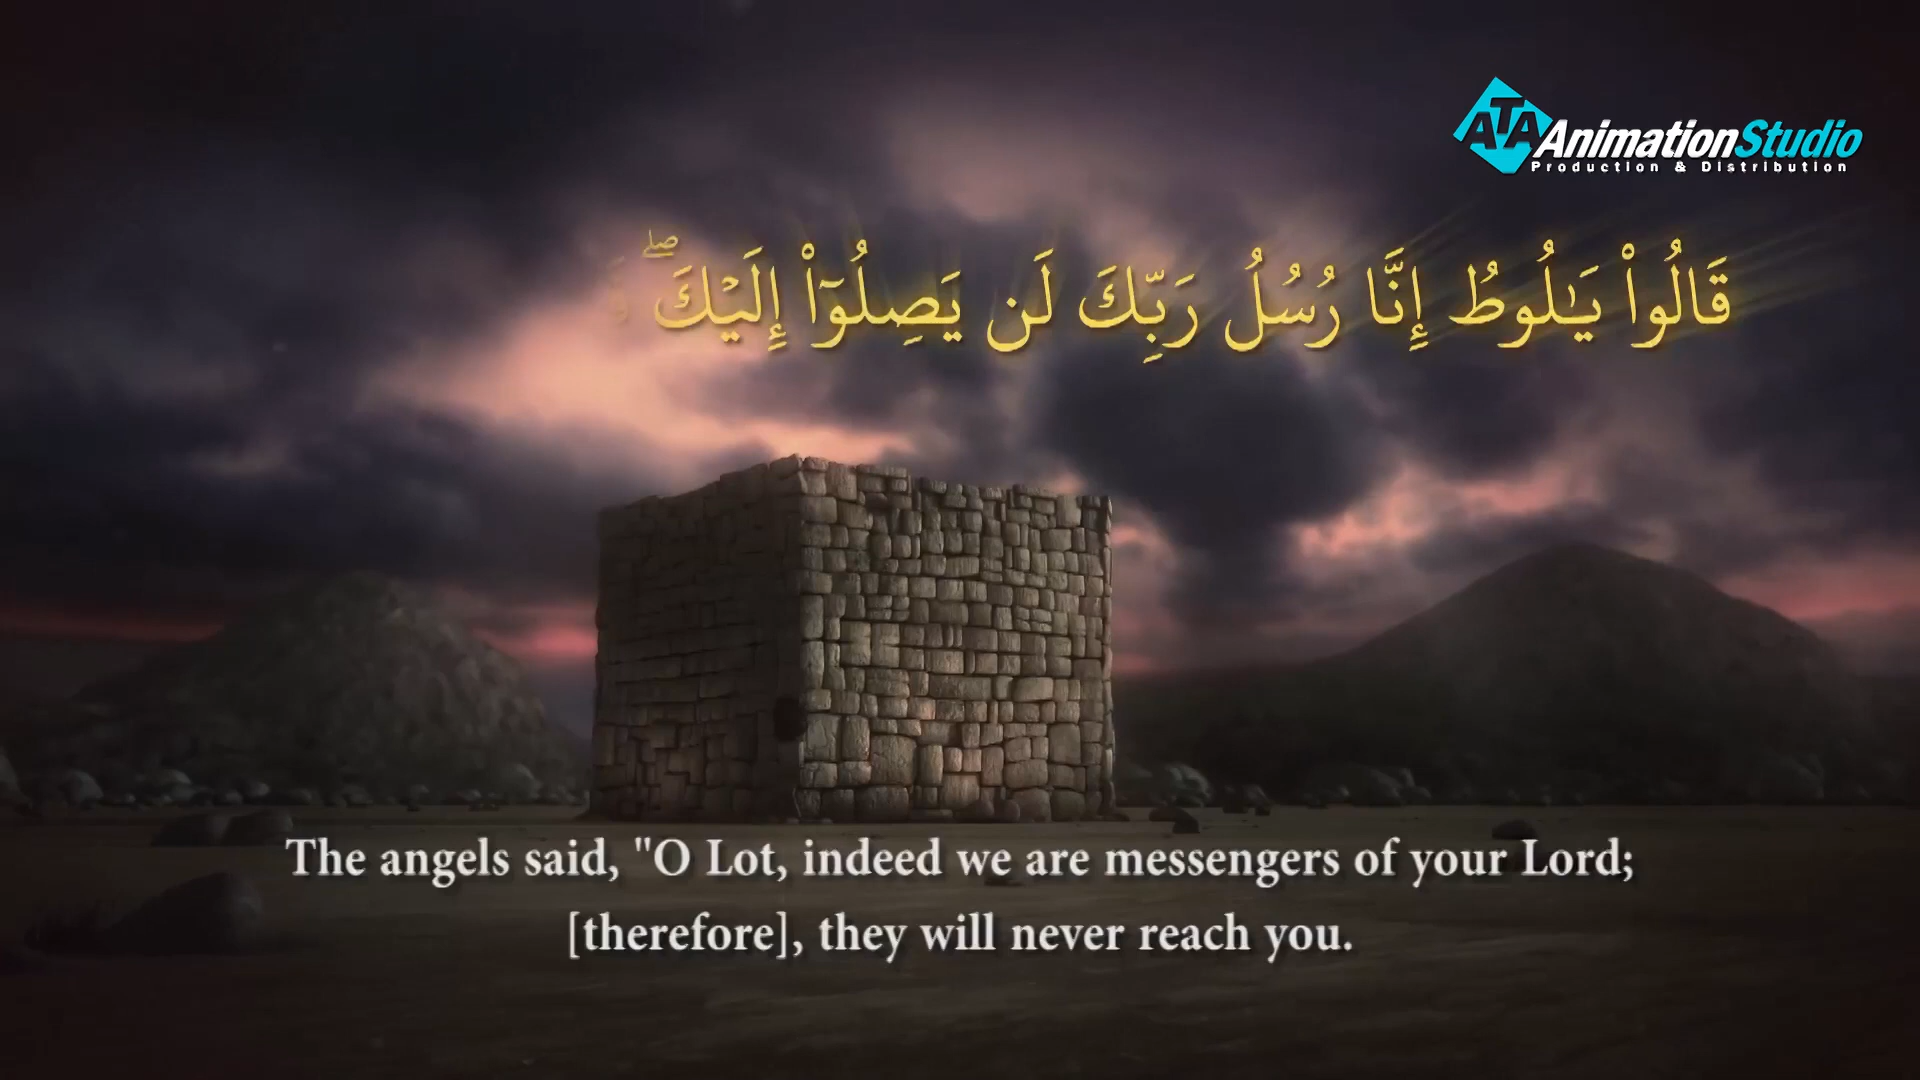 ATA AnimationStudio
Production & Distribution
قَالُوا۟ يَـٰلُوطُ إِنَّا رُسُلُ رَبِّكَ لَن يَصِلُوٓا۟ إِلَيْكَ ۖ
The angels said, "O Lot, indeed we are messengers of your Lord;
[therefore], they will never reach you.